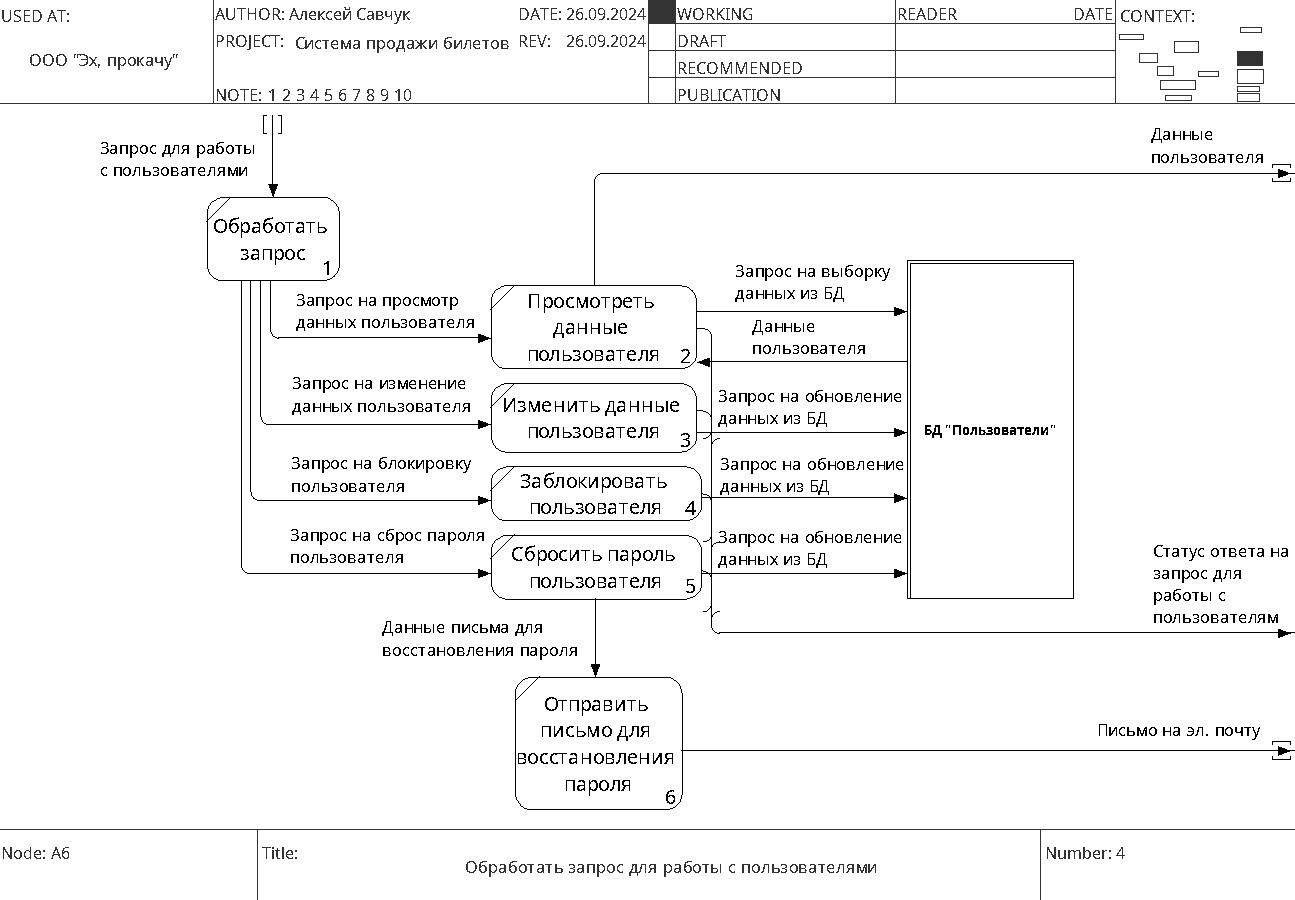 USED AT:
ООО "Эх, прокачу"
AUTHOR: Алексей Савчук
DATE: 26.09.2024
PROJECT: Система продажи билетов
REV: 26.09.2024
NOTE: 1 2 3 4 5 6 7 8 9 10
WORKING
DRAFT
RECOMMENDED
PUBLICATION
READER
DATE
CONTEXT:
Запрос для работы
с пользователями
Данные
пользователя
Обработать
запрос
1
Запрос на просмотр
данных пользователя
Просмотреть
данные
пользователя
2
Запрос на выборку
данных из БД
Данные
пользователя
Запрос на изменение
данных пользователя
Изменить данные
пользователя
3
Запрос на обновление
данных из БД
БД "Пользователи"
Запрос на блокировку
пользователя
Заблокировать
пользователя
4
Запрос на обновление
данных из БД
Запрос на сброс пароля
пользователя
Сбросить пароль
пользователя
5
Запрос на обновление
данных из БД
Статус ответа на
запрос для
работы с
пользователям
Данные письма для
восстановления пароля
Отправить
письмо для
восстановления
пароля
6
Письмо на эл. почту
Node: A6
Title:
Обработать запрос для работы с пользователями
Number: 4